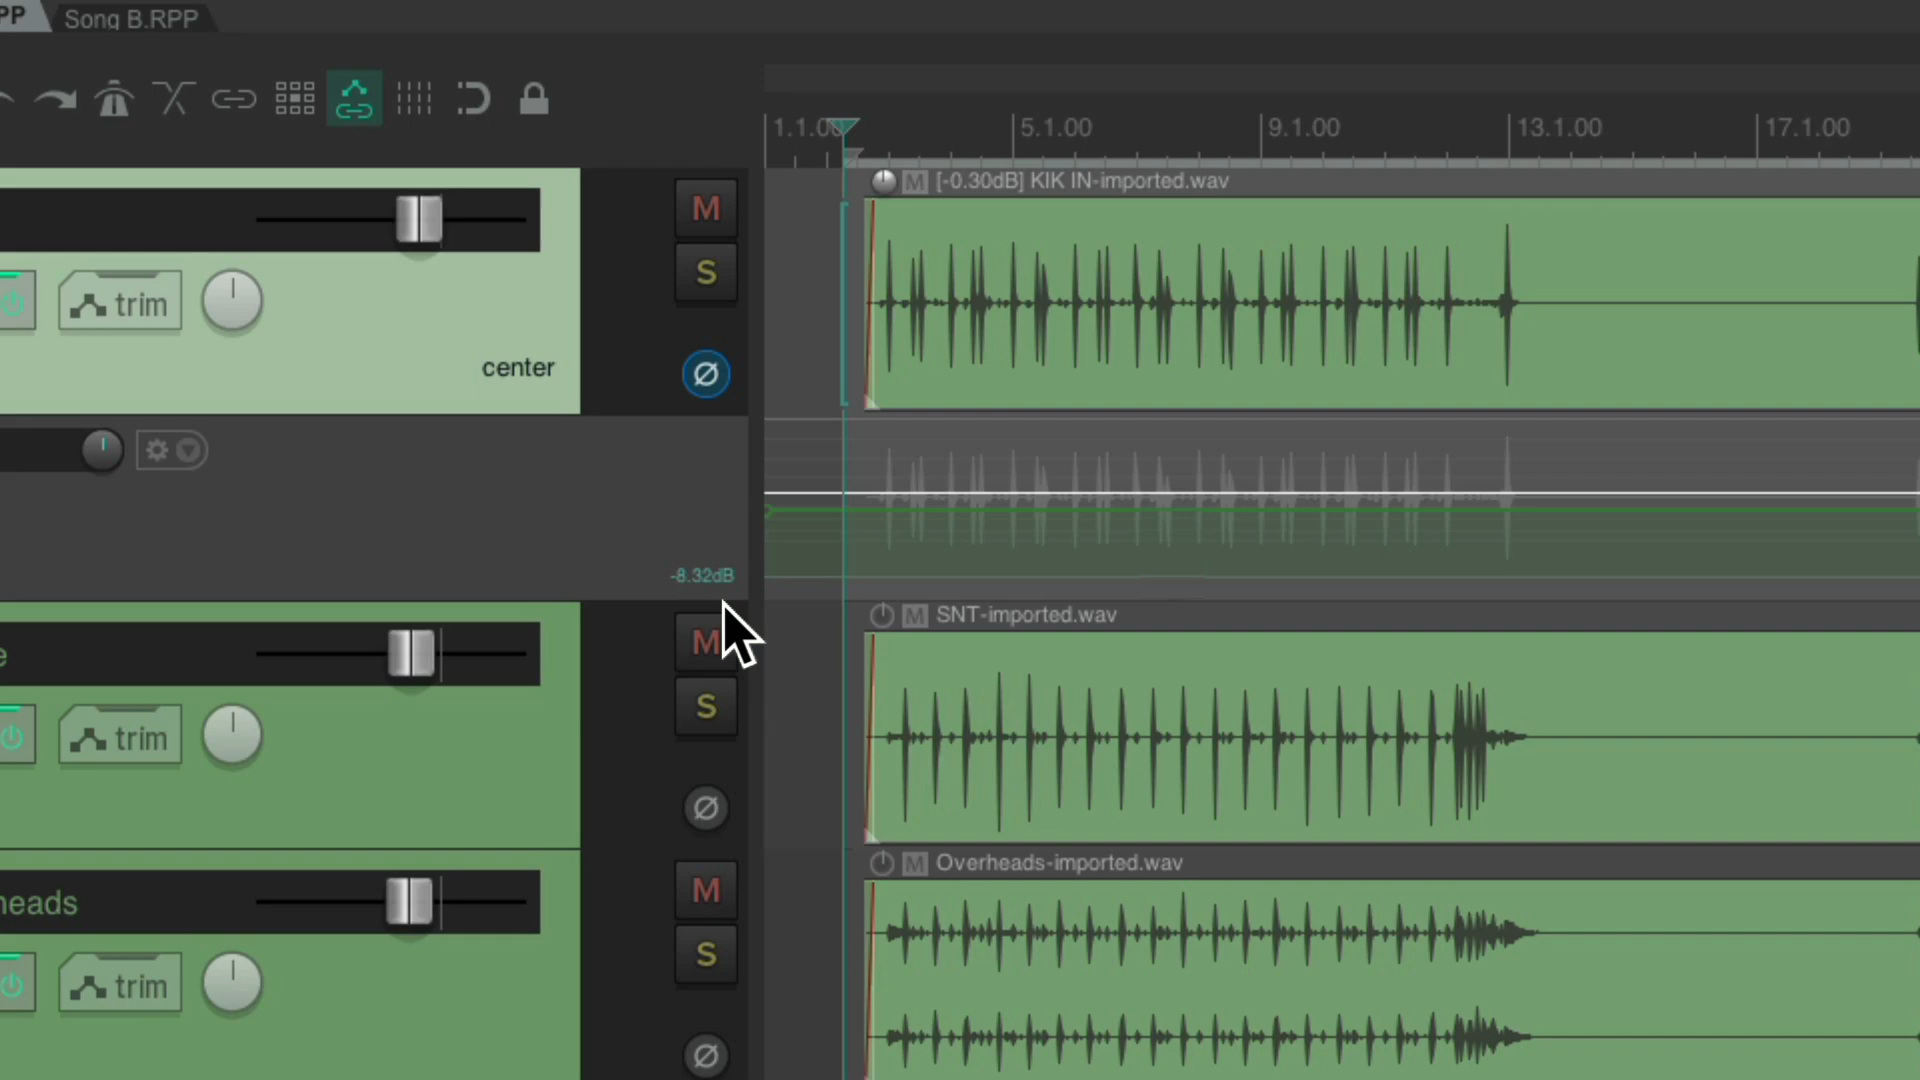 PP
Song B.RPP
1.1.00
5.1.00
9.1.00
13.1.00
17.1.00
M
M [-0.30dB] KIK IN-imported.wav
S
trim
center
-8.32dB
M
M SNT-imported.wav
e
S
trim
M
M Overheads-imported.wav
heads
S
trim